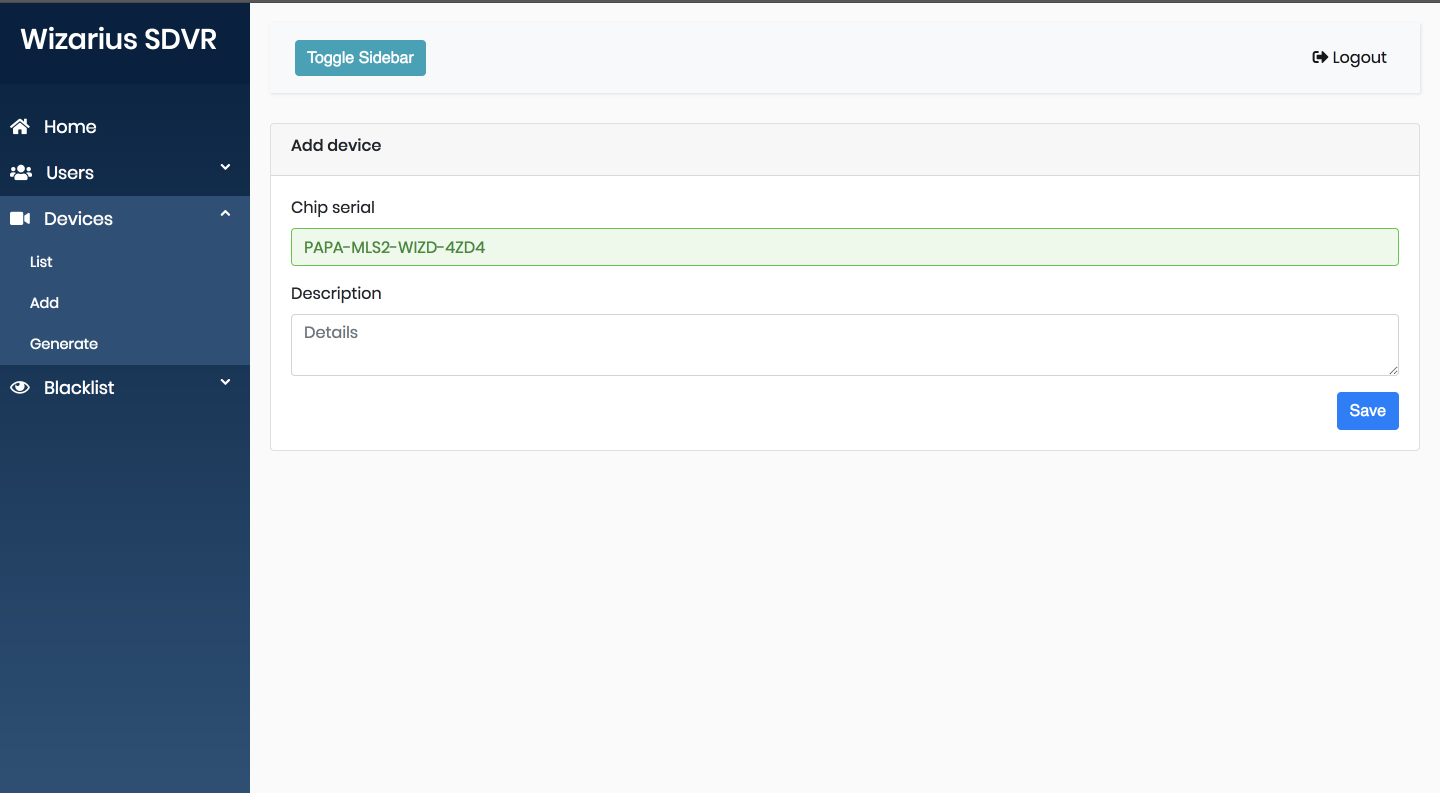 Wizarius SDVR
Toggle Sidebar
Logout
Home
Users
Devices
List
Add
Generate
Blacklist
Add device
Chip serial
PAPA-MLS2-WIZD-4ZD4
Description
Details
Save